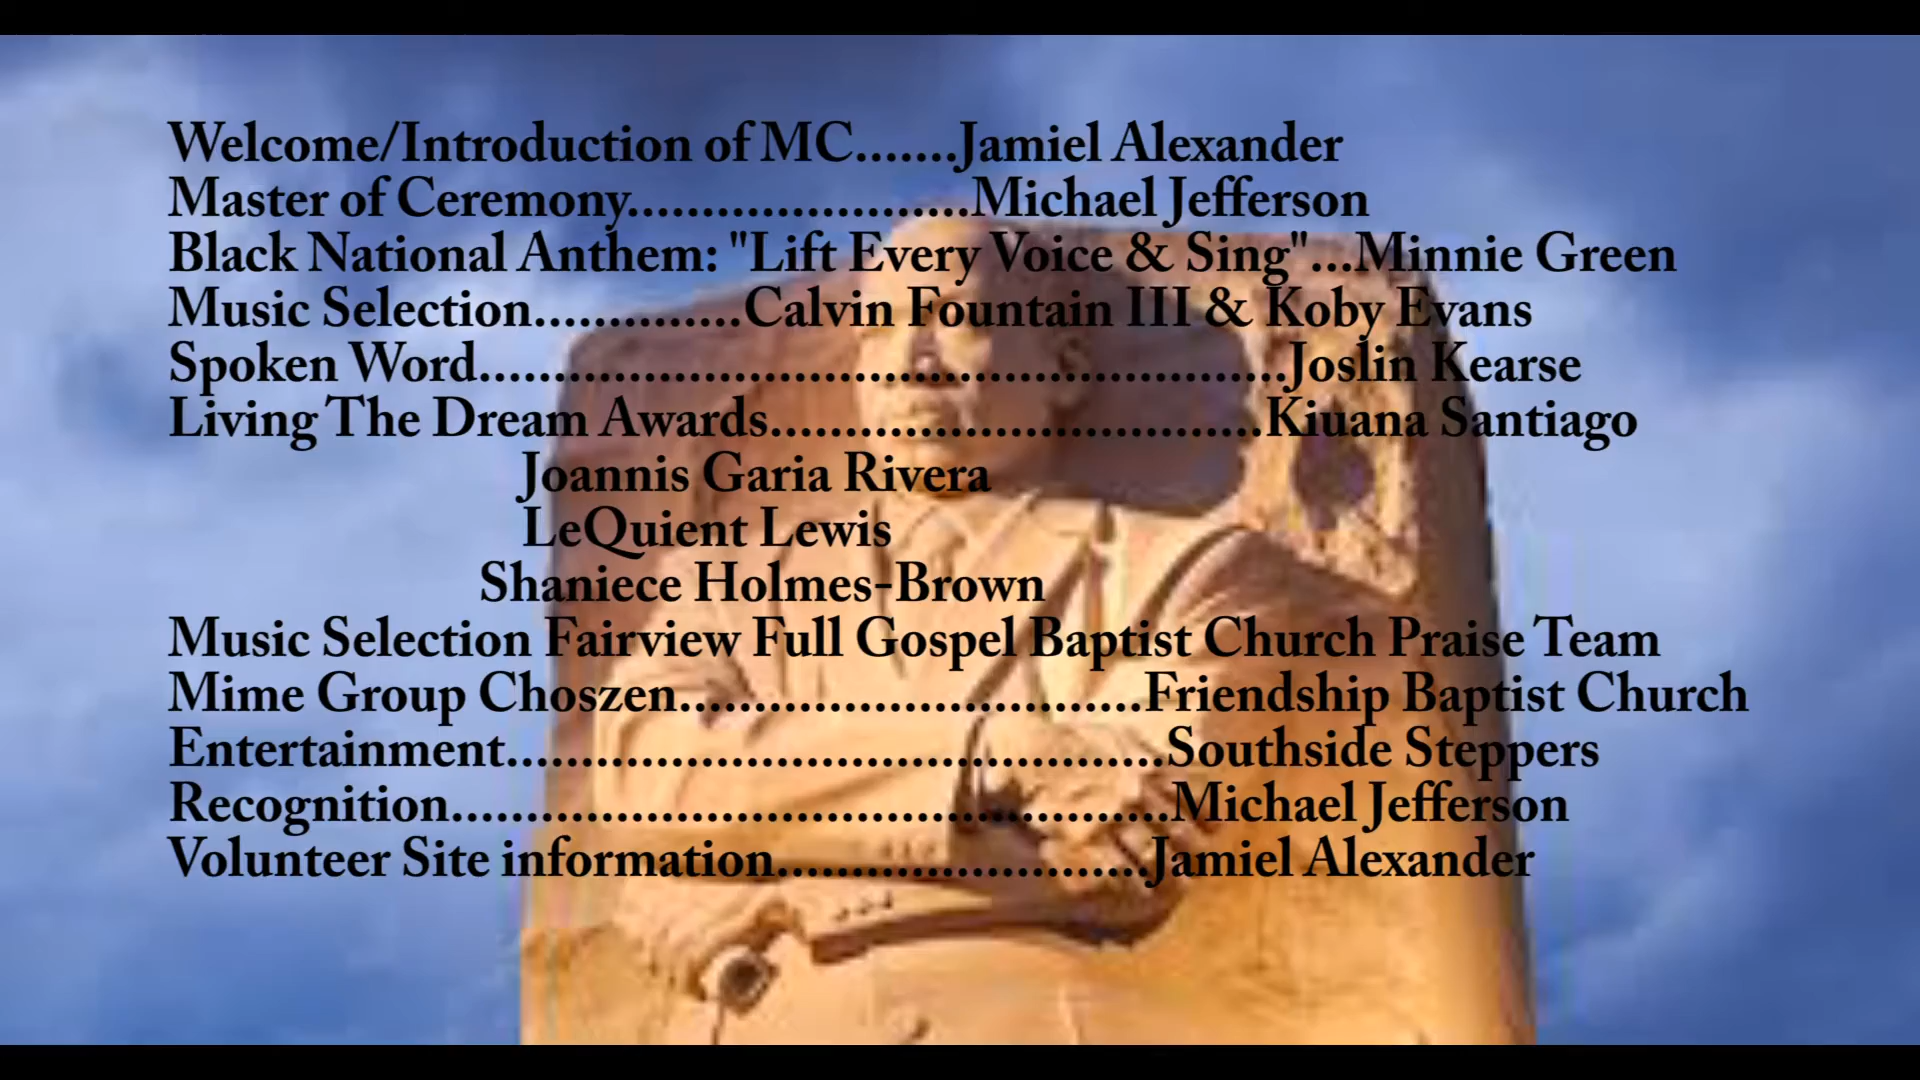 Welcome/Introduction of MC.......Jamiel Alexander
Master of Ceremony.......................Michael Jefferson
Black National Anthem: "Lift Every Voice & Sing"...Minnie Green
Music Selection..............Calvin Fountain III & Koby Evans
Spoken Word......................................................Joslin Kearse
Living The Dream Awards.................................Kiuana Santiago
Joannis Garia Rivera
LeQuient Lewis
Shaniece Holmes-Brown
Music Selection Fairview Full Gospel Baptist Church Praise Team
Mime Group Choszen...............................Friendship Baptist Church
Entertainment............................................Southside Steppers
Recognition................................................Michael Jefferson
Volunteer Site information.........................Jamiel Alexander